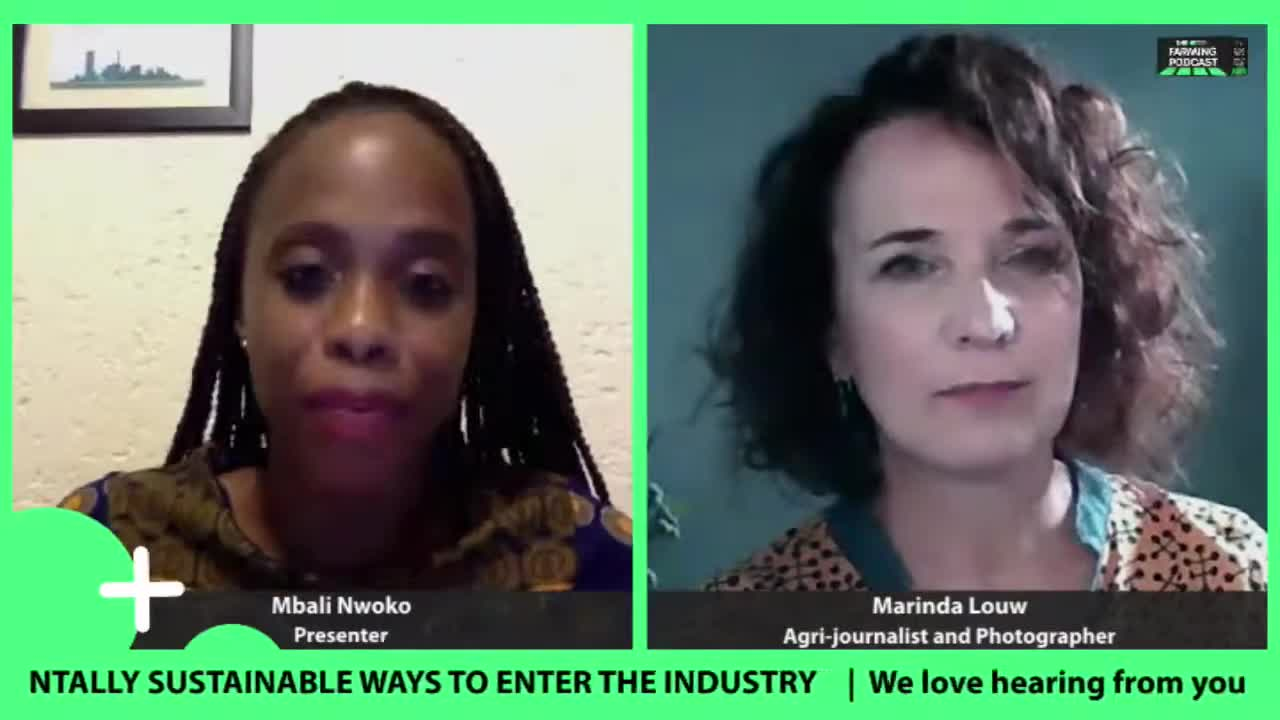 FARMING
PODCAST
Mbali Nwoko
Presenter
Marinda Louw
Agri-journalist and Photographer
NTALLY SUSTAINABLE WAYS TO ENTER THE INDUSTRY | We love hearing from you